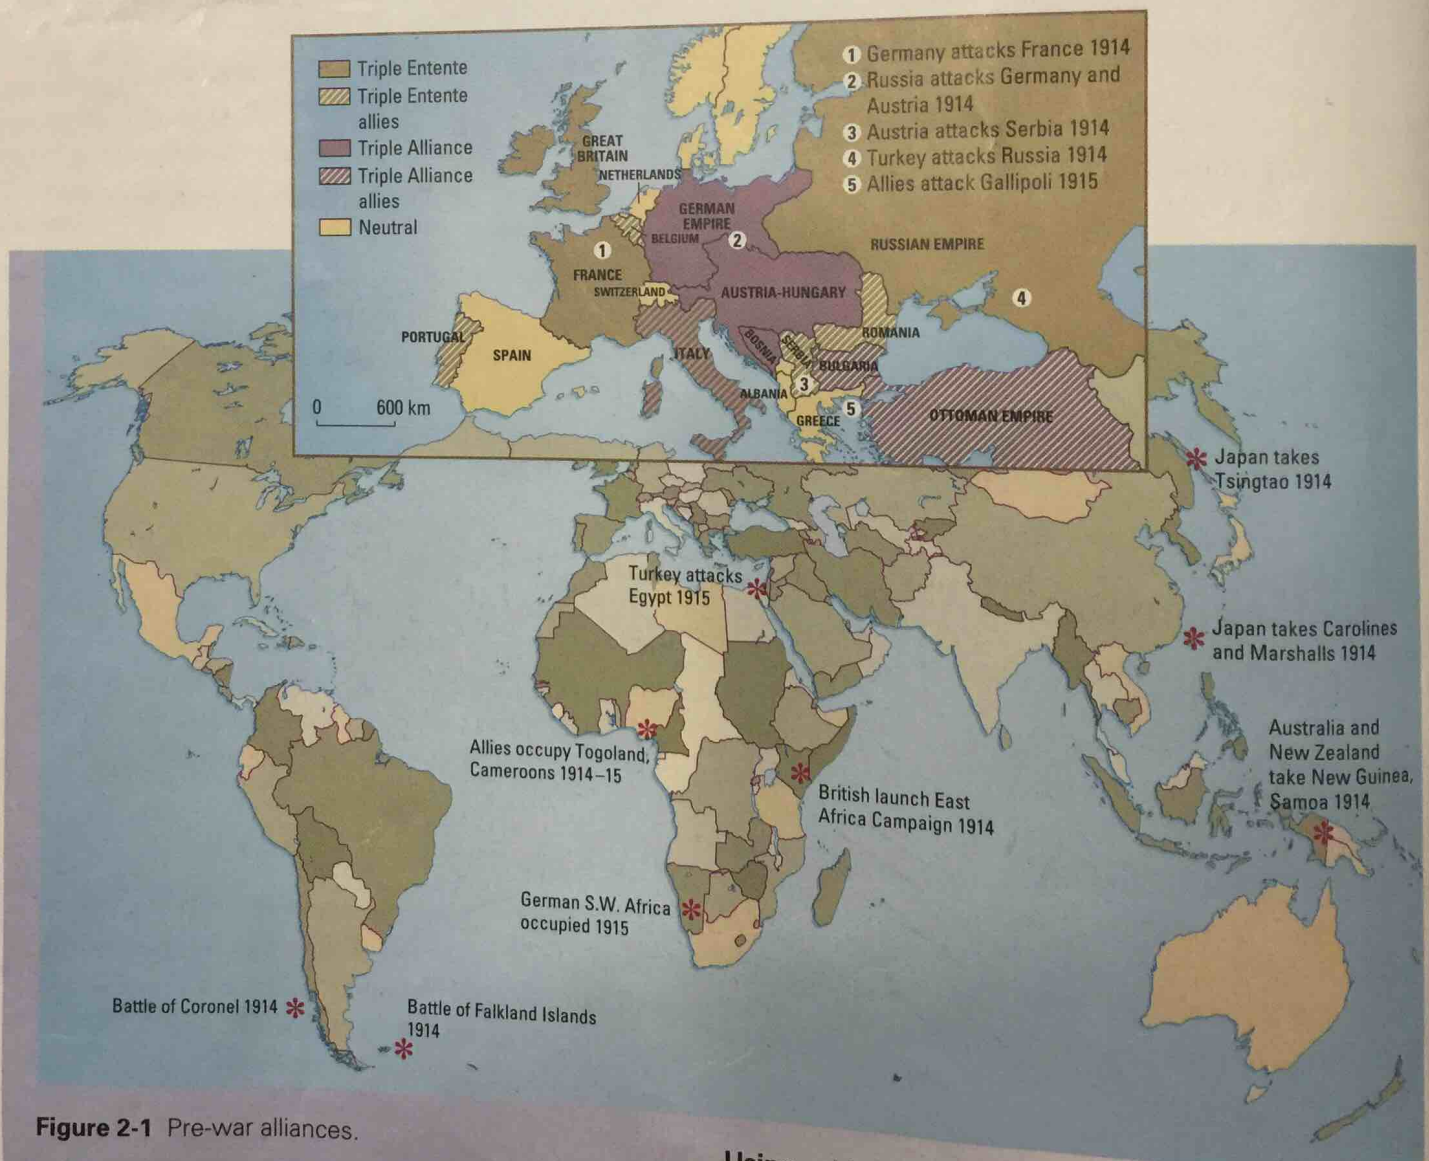 Triple Entente
Triple Entente
allies
Triple Alliance
Triple Alliance
allies
Neutral
1 Germany attacks France 1914
2 Russia attacks Germany and
Austria 1914
3 Austria attacks Serbia 1914
4 Turkey attacks Russia 1914
5 Allies attack Gallipoli 1915
GREAT
BRITAIN
NETHERLANDS
GERMAN
EMPIRE
BELGIUM
2
1
FRANCE
SWITZERLAND
RUSSIAN EMPIRE
AUSTRIA-HUNGARY
4
PORTUGAL
SPAIN
ITALY
BOSNIA
SERBIA
ROMANIA
BULGARIA
ALBANIA
3
GREECE
5
OTTOMAN EMPIRE
0 600 km
Japan takes
Tsingtao 1914
Turkey attacks
Egypt 1915
Japan takes Carolines
and Marshalls 1914
Allies occupy Togoland,
Cameroons 1914–15
British launch East
Africa Campaign 1914
Australia and
New Zealand
take New Guinea,
Samoa 1914
German S.W. Africa
occupied 1915
Battle of Coronel 1914
Battle of Falkland Islands
1914
Figure 2-1 Pre-war alliances.